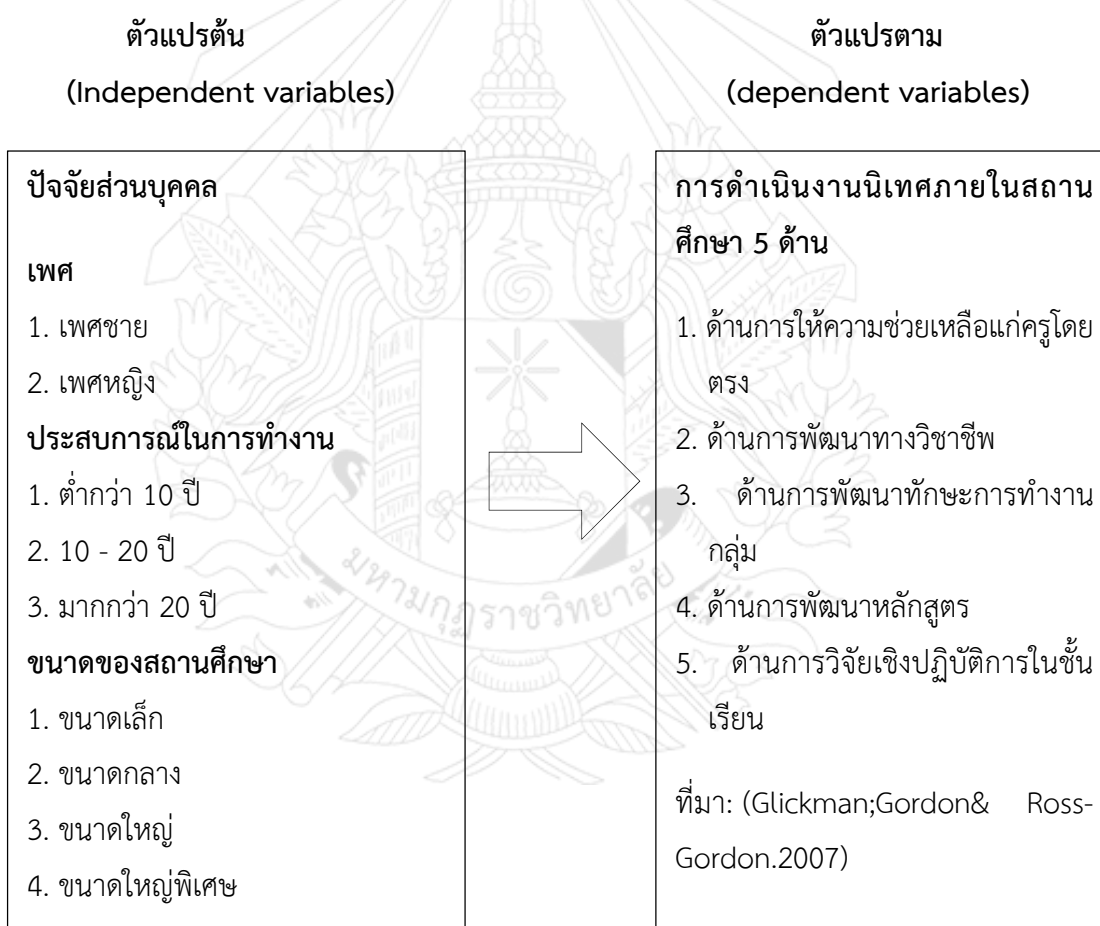 ตัวแปรต้น
(Independent variables)
ปัจจัยส่วนบุคคล
เพศ
1. เพศชาย
2. เพศหญิง
ประสบการณ์ในการทำงาน
1. ต่ำกว่า 10 ปี
2. 10 - 20 ปี
3. มากกว่า 20 ปี
ขนาดของสถานศึกษา
1. ขนาดเล็ก
2. ขนาดกลาง
3. ขนาดใหญ่
4. ขนาดใหญ่พิเศษ
ตัวแปรตาม
(dependent variables)
การดำเนินงานนิเทศภายในสถาน
ศึกษา 5 ด้าน
1. ด้านการให้ความช่วยเหลือแก่ครูโดย
ตรง
2. ด้านการพัฒนาทางวิชาชีพ
3. ด้านการพัฒนาทักษะการทำงาน
กลุ่ม
4. ด้านการพัฒนาหลักสูตร
5. ด้านการวิจัยเชิงปฏิบัติการในชั้น
เรียน
ที่มา: (Glickman;Gordon& Ross-
Gordon.2007)
มหามกุฏราชวิทยาลัย